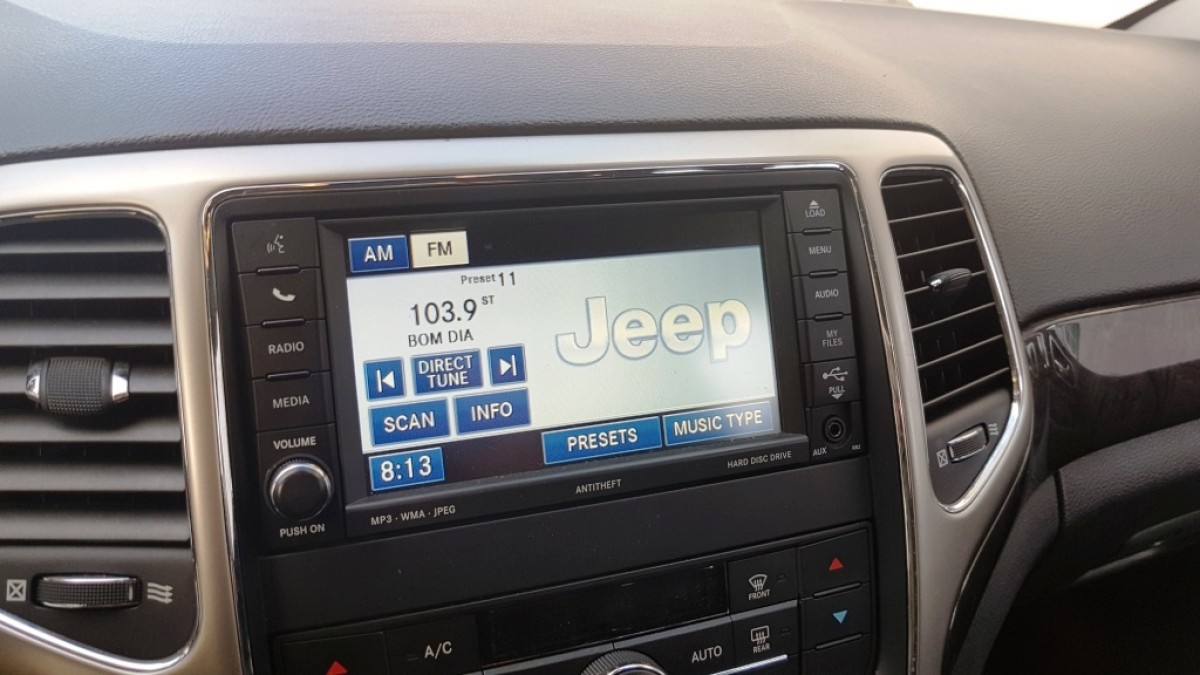 AM
FM
Preset 11
103.9 ST
BOM DIA
DIRECT
TUNE
SCAN
INFO
8:13
PRESETS
MUSIC TYPE
Jeep
RADIO
MEDIA
VOLUME
PUSH ON
LOAD
MENU
AUDIO
MY
FILES
PULL
AUX
MP3 · WMA · JPEG
ANTITHEFT
HARD DISC DRIVE
FRONT
A/C
AUTO
REAR